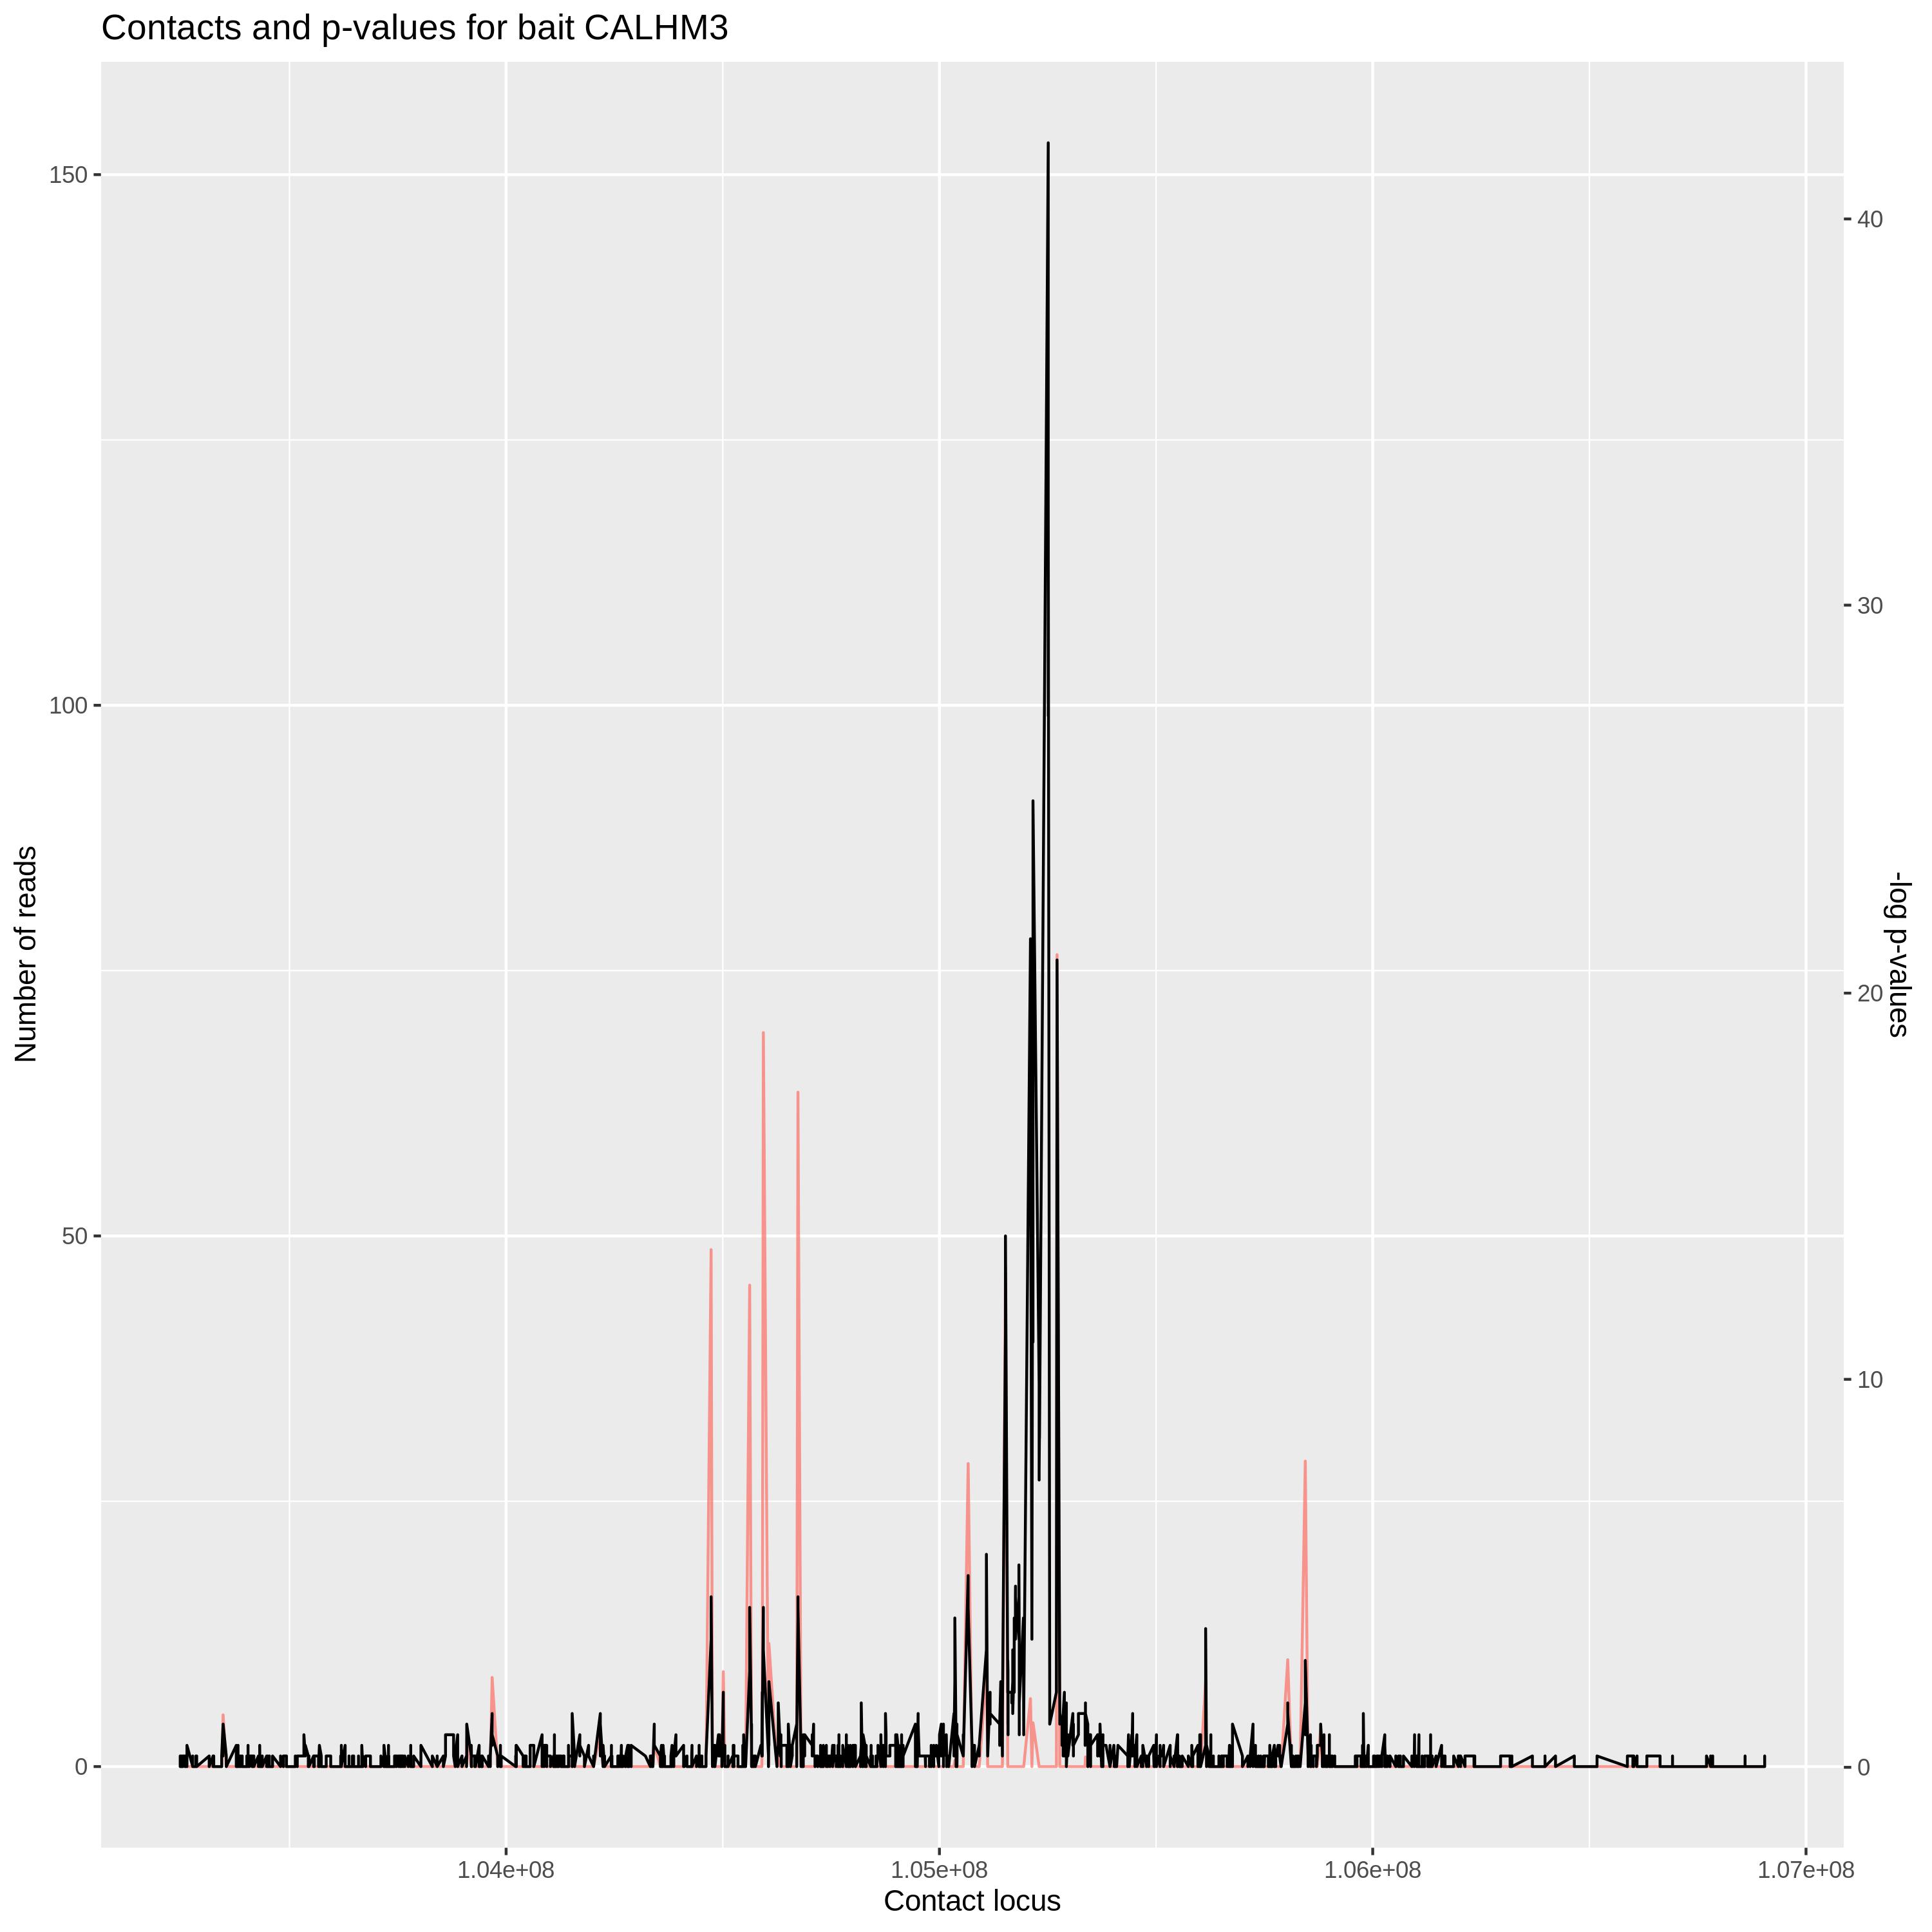 Contacts and p-values for bait CALHM3
150
100
50
0
Number of reads
40
30
20
10
0
-log p-values
1.04e+08
1.05e+08
1.06e+08
1.07e+08
Contact locus